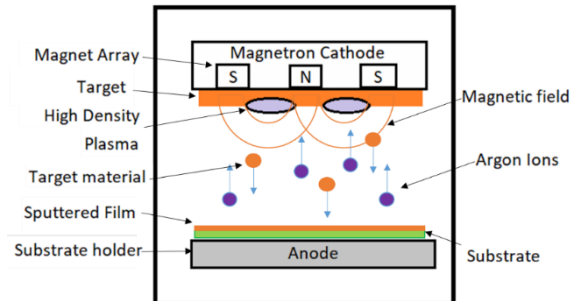 Magnetron Cathode
Magnet Array
S
N
S
Target
High Density
Plasma
Magnetic field
Target material
Argon Ions
Sputtered Film
Substrate holder
Anode
Substrate